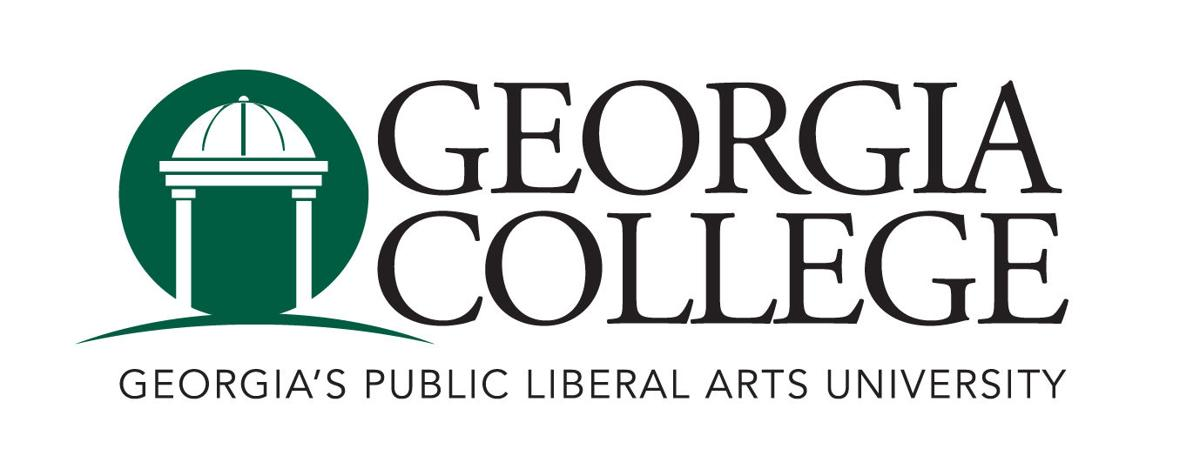 GEORGIA
COLLEGE
GEORGIA'S PUBLIC LIBERAL ARTS UNIVERSITY